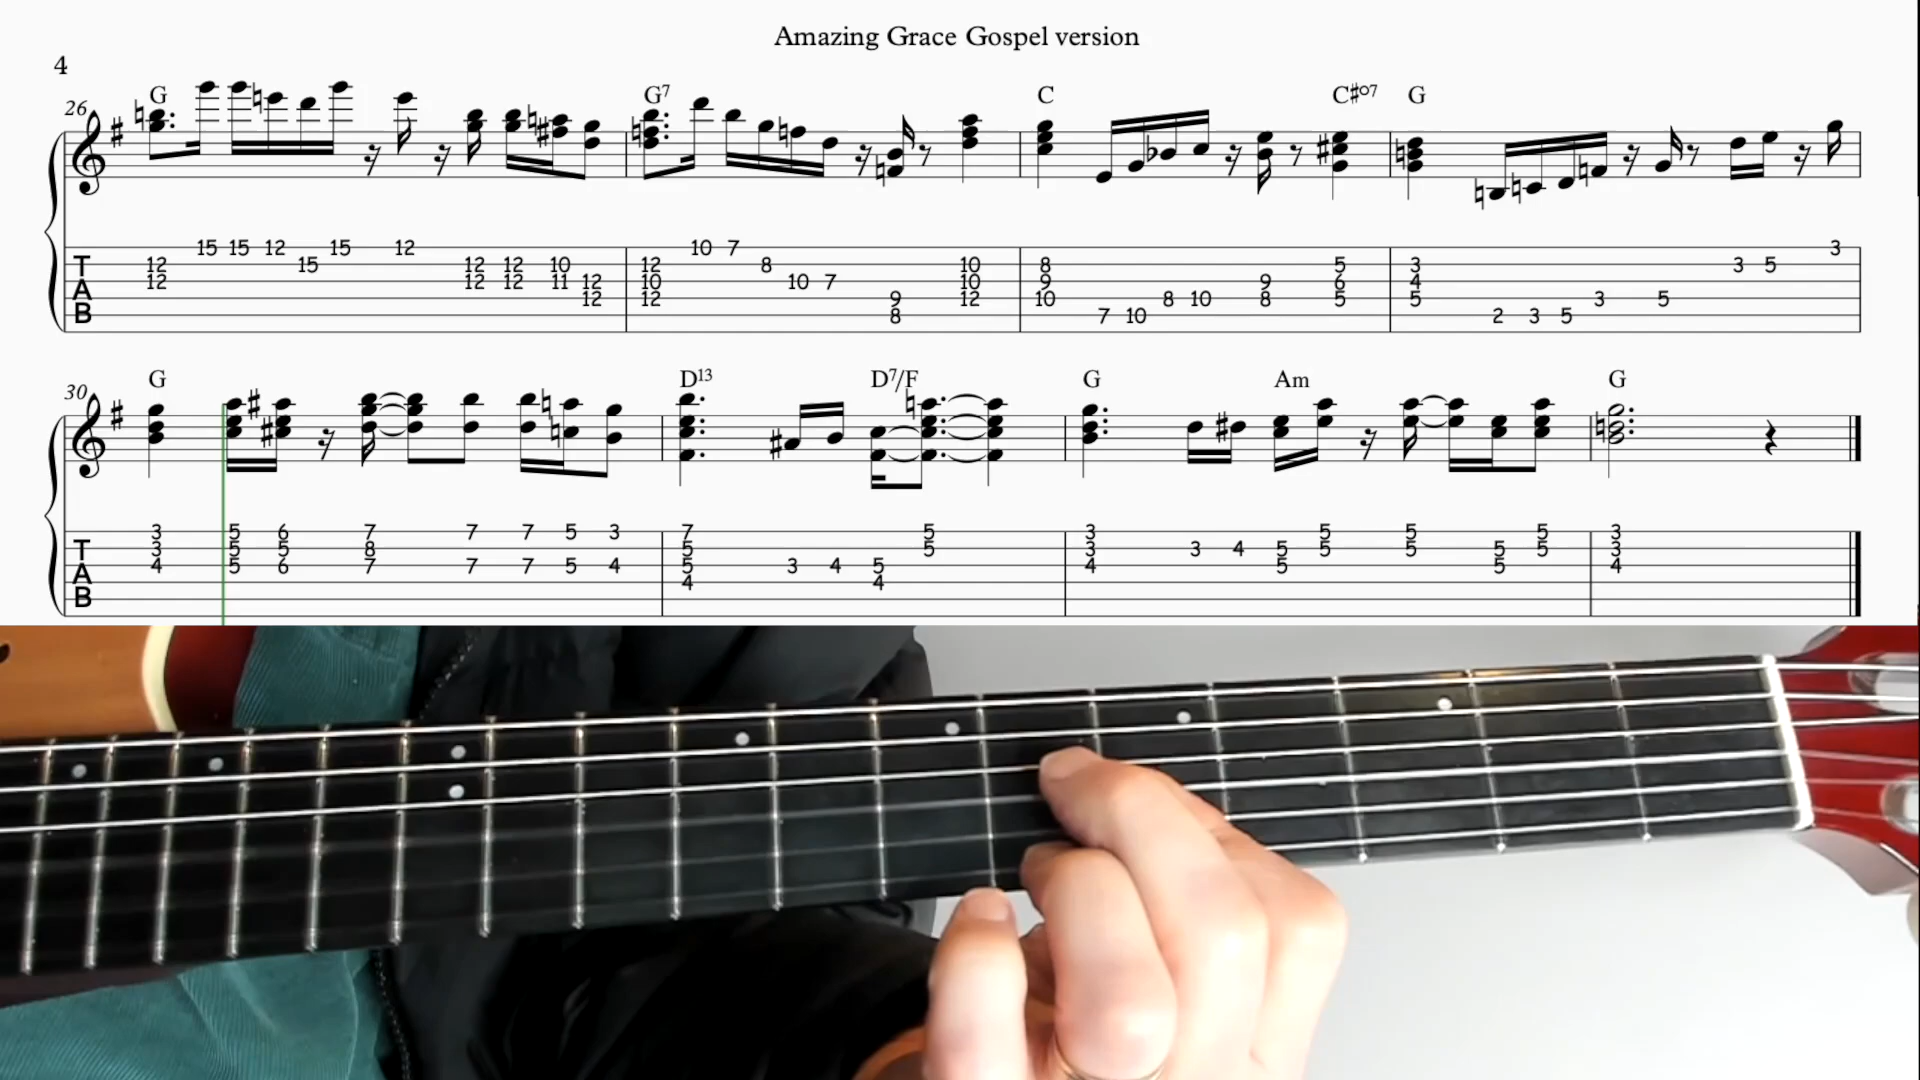 Amazing Grace Gospel version
4
26 G G7 C C#o7 G
15 15 12 15 12 10 7 3
12 15 12 12 10 12 8 10 8 5 3 3 5
12 12 12 11 12 10 10 7 10 9 9 6 4
12 12 9 12 10 8 10 8 5 5 3 5
8 7 10 2 3 5
T
A
B
30 G D13 D7/F G Am G
3 5 6 7 7 7 5 3 7 5 3 5 5 5 3
3 5 5 8 5 5 3 3 4 5 5 5 5 5 3
4 5 6 7 7 7 5 4 5 3 4 5 4 5 5 4
4 4
T
A
B